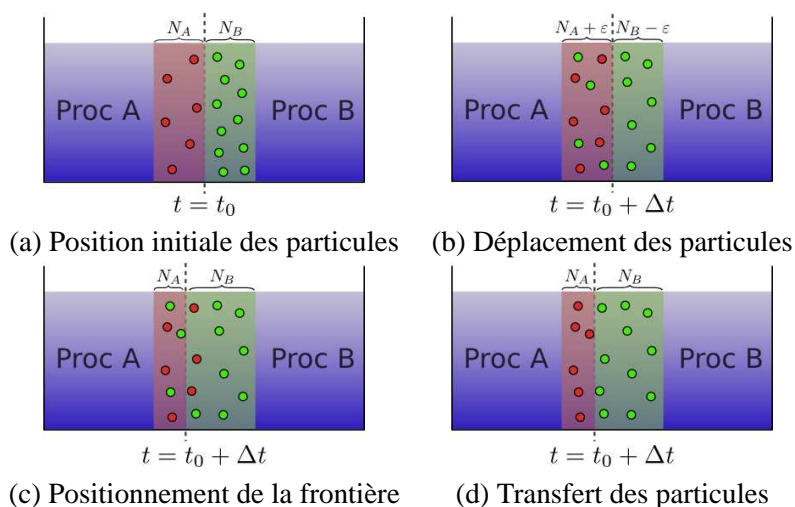 N_A N_B
Proc A Proc B
t = t_0
(a) Position initiale des particules
N_A + ε N_B − ε
Proc A Proc B
t = t_0 + Δt
(b) Déplacement des particules
N_A N_B
Proc A Proc B
t = t_0 + Δt
(c) Positionnement de la frontière
N_A N_B
Proc A Proc B
t = t_0 + Δt
(d) Transfert des particules